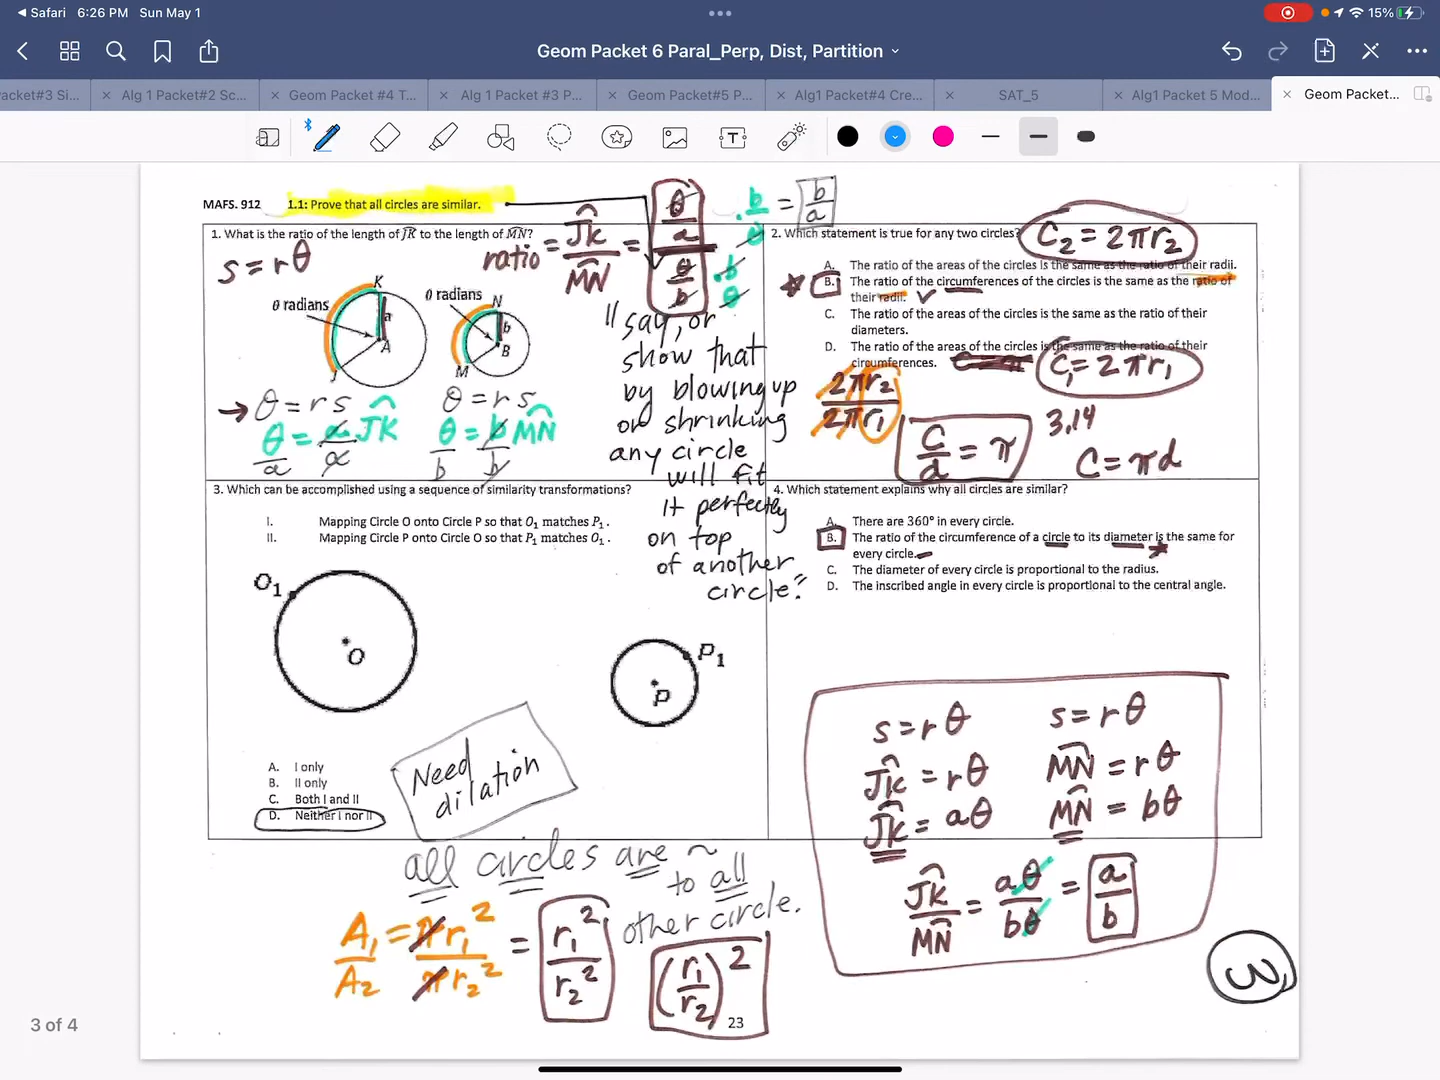 Safari 6:26 PM Sun May 1
15%
Geom Packet 6 Paral_Perp, Dist, Partition
acket#3 Si...
Alg 1 Packet#2 Sc...
Geom Packet #4 T...
Alg 1 Packet #3 P...
Geom Packet#5 P...
Alg1 Packet#4 Cre...
SAT_5
Alg1 Packet 5 Mod...
Geom Packet...
MAFS. 912 1.1: Prove that all circles are similar.
1. What is the ratio of the length of JK to the length of MN?
s = rθ
ratio = JK/MN = (θ/a)/(θ/b) · b/θ = b/a
· b/θ
θ radians
K
a
A
J
θ radians
N
b
B
M
→ θ = rs
θ = a JK
a a
θ = rs
θ = b MN
b b
"say, or
show that
by blowing up
or shrinking
any circle
will fit
it perfectly
on top
of another
circle?"
2. Which statement is true for any two circles?
C₂ = 2πr₂
A. The ratio of the areas of the circles is the same as the ratio of their radii.
B. The ratio of the circumferences of the circles is the same as the ratio of
their radii. ✓
C. The ratio of the areas of the circles is the same as the ratio of their
diameters.
D. The ratio of the areas of the circles is the same as the ratio of their
circumferences.
C₁ = 2πr₁
2πr₂
2πr₁
C/d = π
3.14
C = πd
3. Which can be accomplished using a sequence of similarity transformations?
I. Mapping Circle O onto Circle P so that O₁ matches P₁ .
II. Mapping Circle P onto Circle O so that P₁ matches O₁ .
O₁
O
P₁
P
A. I only
B. II only
C. Both I and II
D. Neither I nor II
Need
dilation
4. Which statement explains why all circles are similar?
A. There are 360° in every circle.
B. The ratio of the circumference of a circle to its diameter is the same for
every circle.
C. The diameter of every circle is proportional to the radius.
D. The inscribed angle in every circle is proportional to the central angle.
s = rθ s = rθ
JK = rθ MN = rθ
JK = aθ MN = bθ
JK/MN = aθ/bθ = a/b
all circles are ~
to all
other circle.
A₁/A₂ = πr₁²/πr₂² = r₁²/r₂²
(r₁/r₂)²
23
3
3 of 4